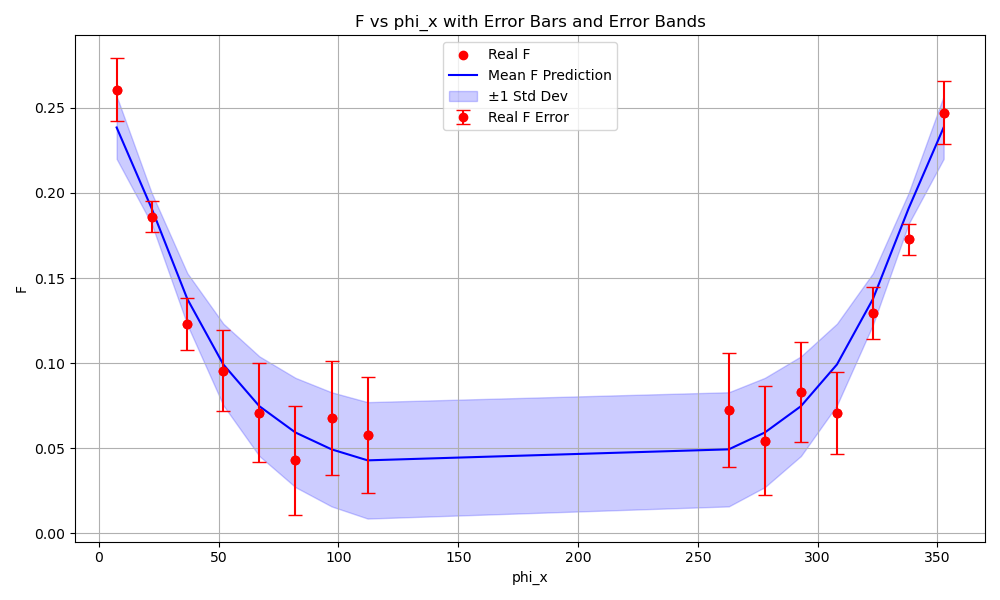 F vs phi_x with Error Bars and Error Bands
Real F
Mean F Prediction
±1 Std Dev
Real F Error
F
0.25
0.20
0.15
0.10
0.05
0.00
0 50 100 150 200 250 300 350
phi_x